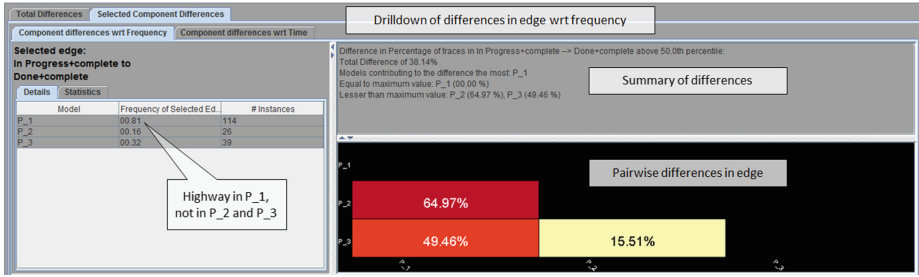 Total Differences
Selected Component Differences
Drilldown of differences in edge wrt frequency
Component differences wrt Frequency
Component differences wrt Time
Selected edge:
In Progress+complete to
Done+complete
Details
Statistics
Model
Frequency of Selected Ed...
# Instances
P_1 00.81 114
P_2 00.16 26
P_3 00.32 39
Highway in P_1,
not in P_2 and P_3
Difference in Percentage of traces in In Progress+complete --> Done+complete above 50.0th percentile:
Total Difference of 38.14%
Models contributing to the difference the most: P_1
Equal to maximum value: P_1 (00.00 %)
Lesser than maximum value: P_2 (64.97 %), P_3 (49.46 %)
Summary of differences
Pairwise differences in edge
P_1
P_2
64.97%
P_3
49.46%
15.51%
P_1
P_2
P_3